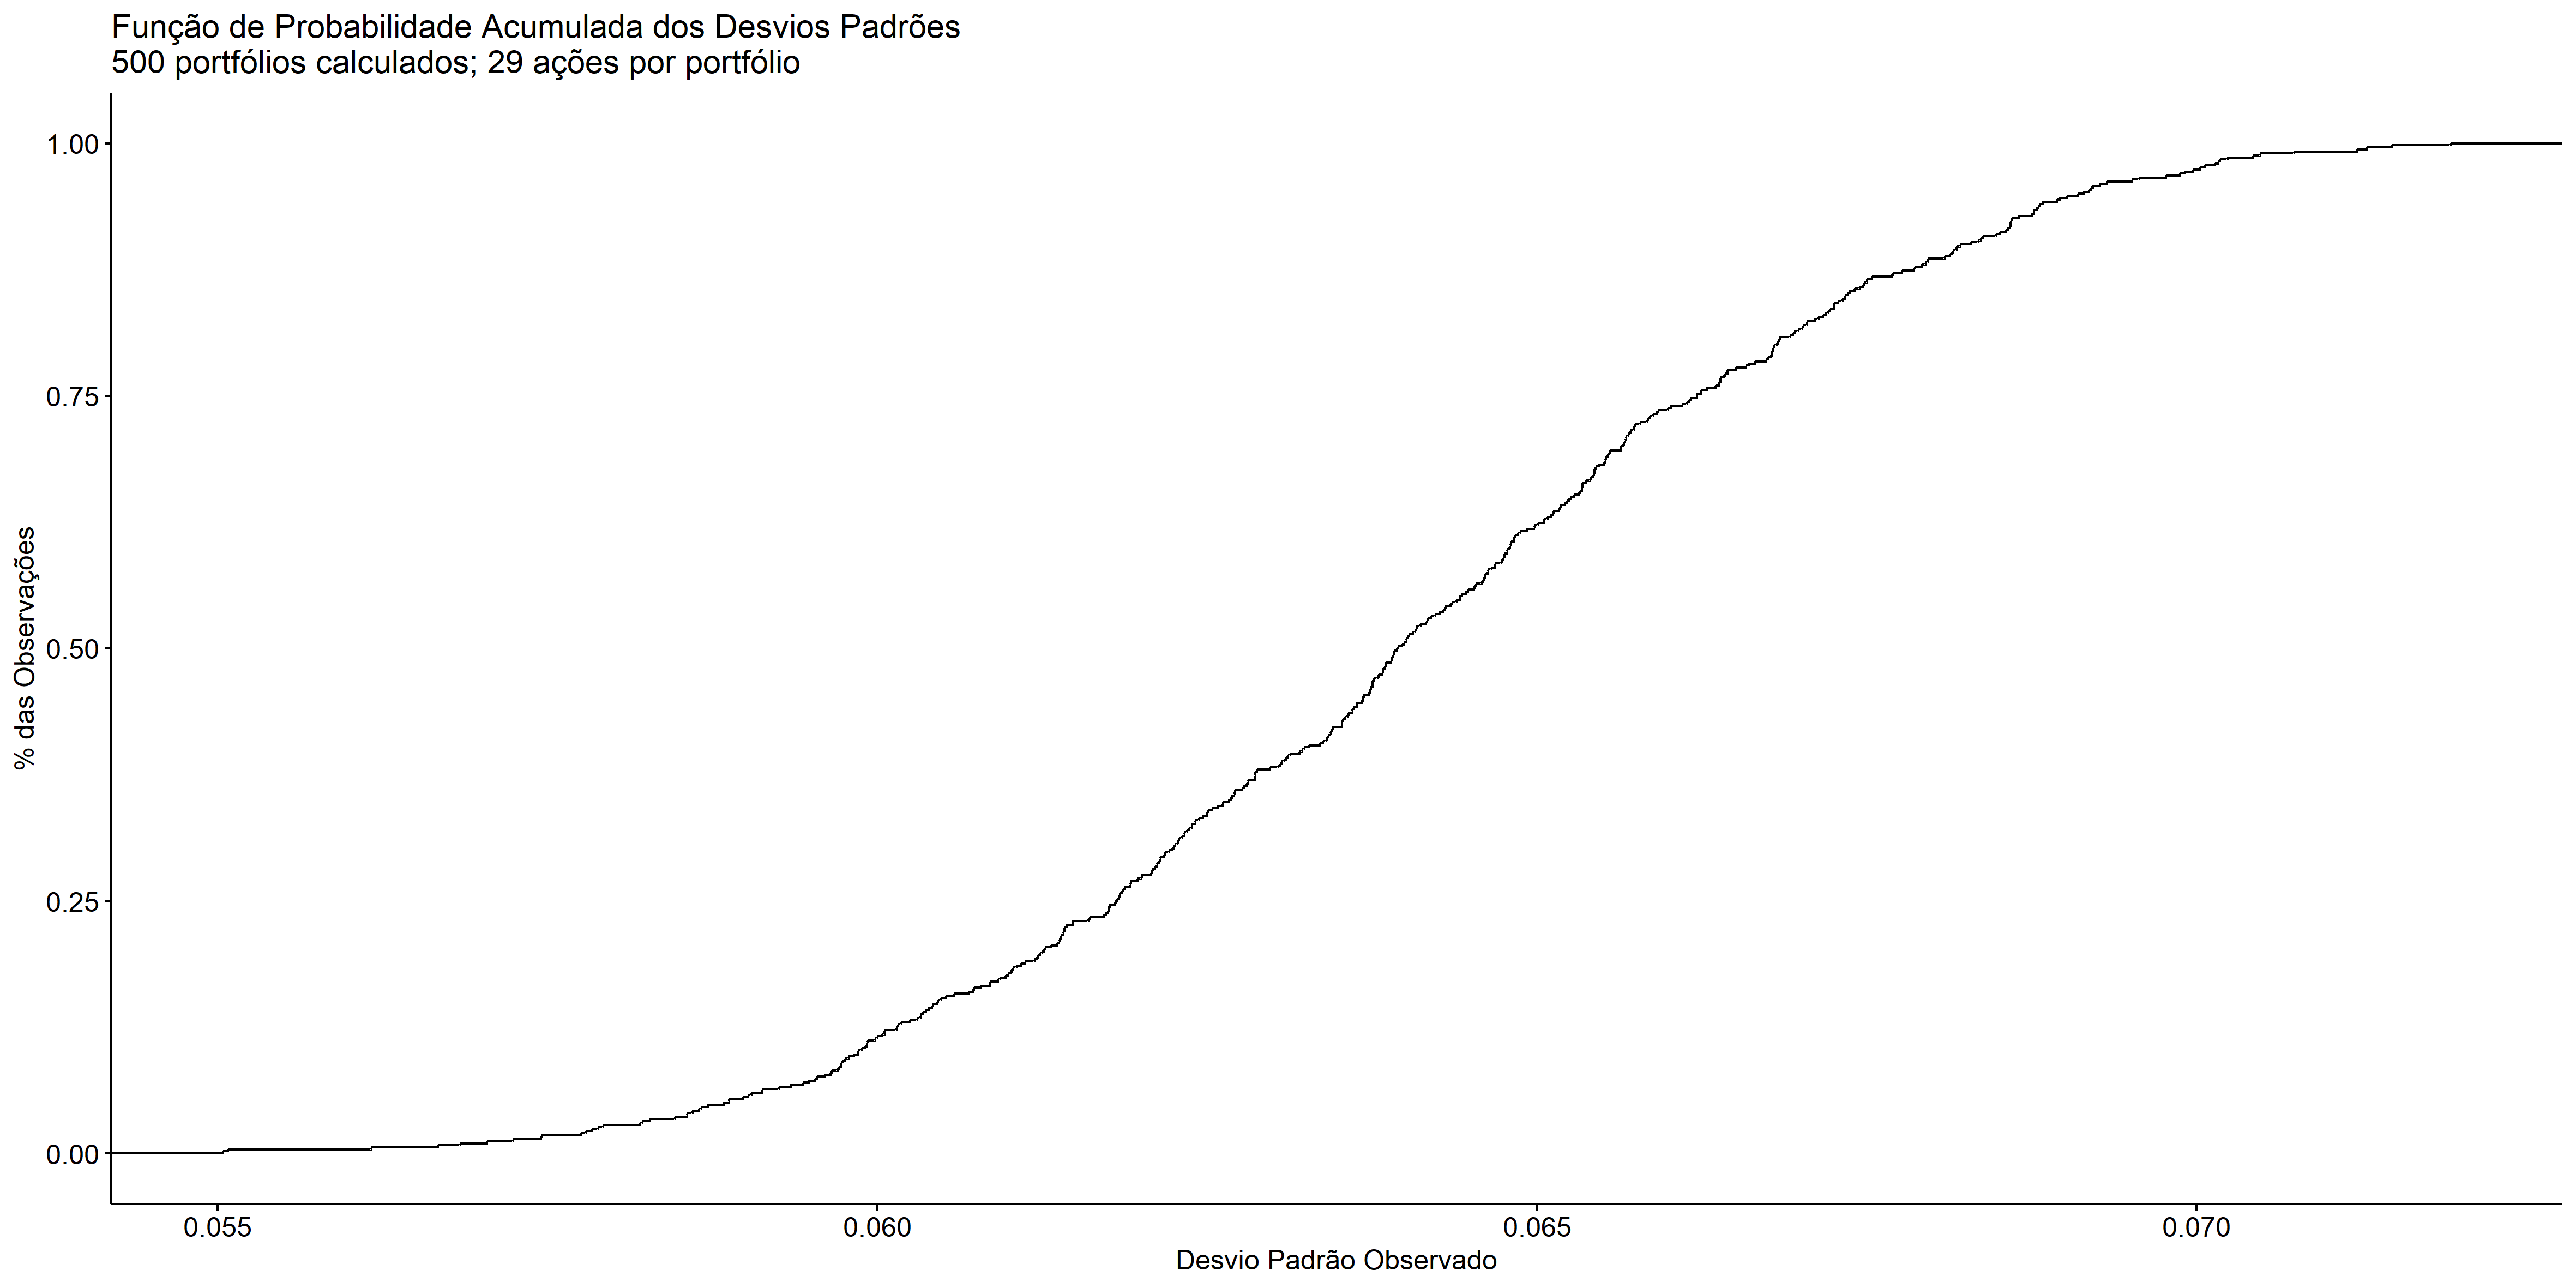 Função de Probabilidade Acumulada dos Desvios Padrões
500 portfólios calculados; 29 ações por portfólio
% das Observações
1.00
0.75
0.50
0.25
0.00
0.055
0.060
0.065
0.070
Desvio Padrão Observado